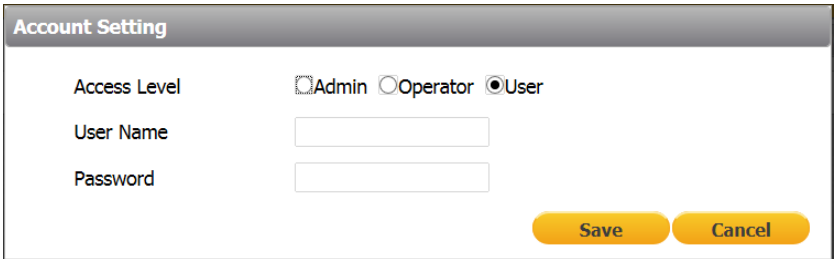 Account Setting
Access Level Admin Operator User
User Name
Password
Save Cancel